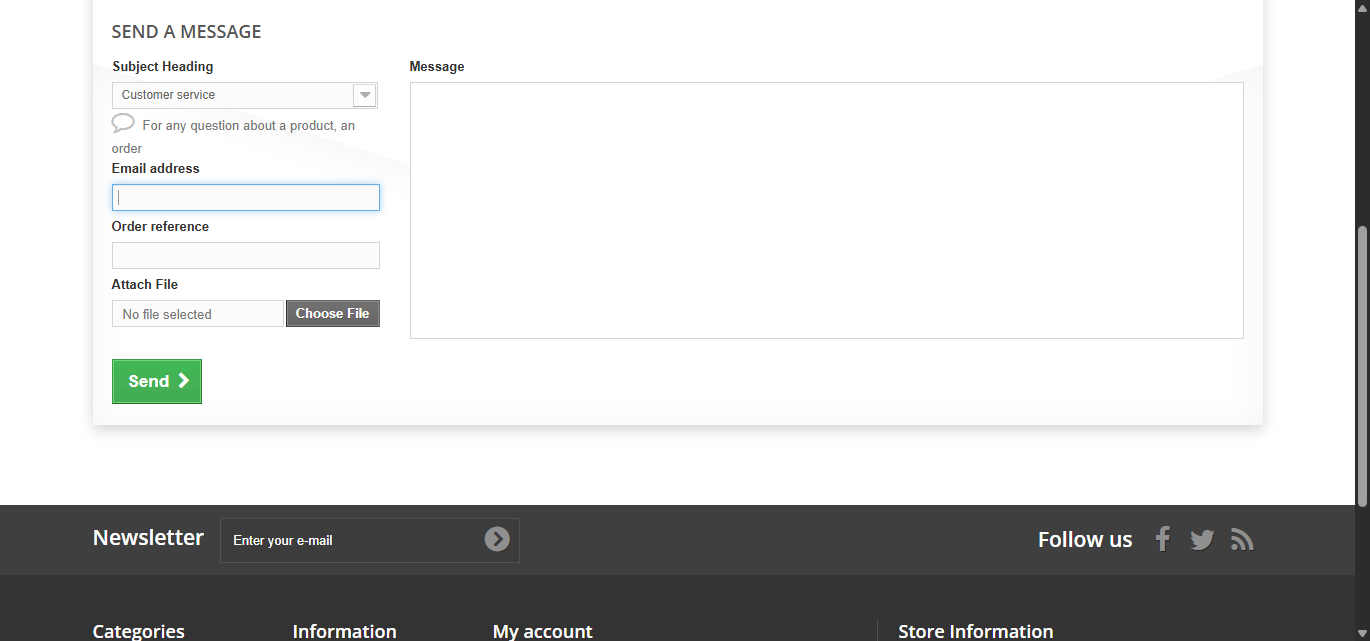 SEND A MESSAGE
Subject Heading
Customer service
For any question about a product, an
order
Email address
Order reference
Attach File
No file selected
Choose File
Send
Message
Newsletter
Enter your e-mail
Follow us
Categories
Information
My account
Store Information